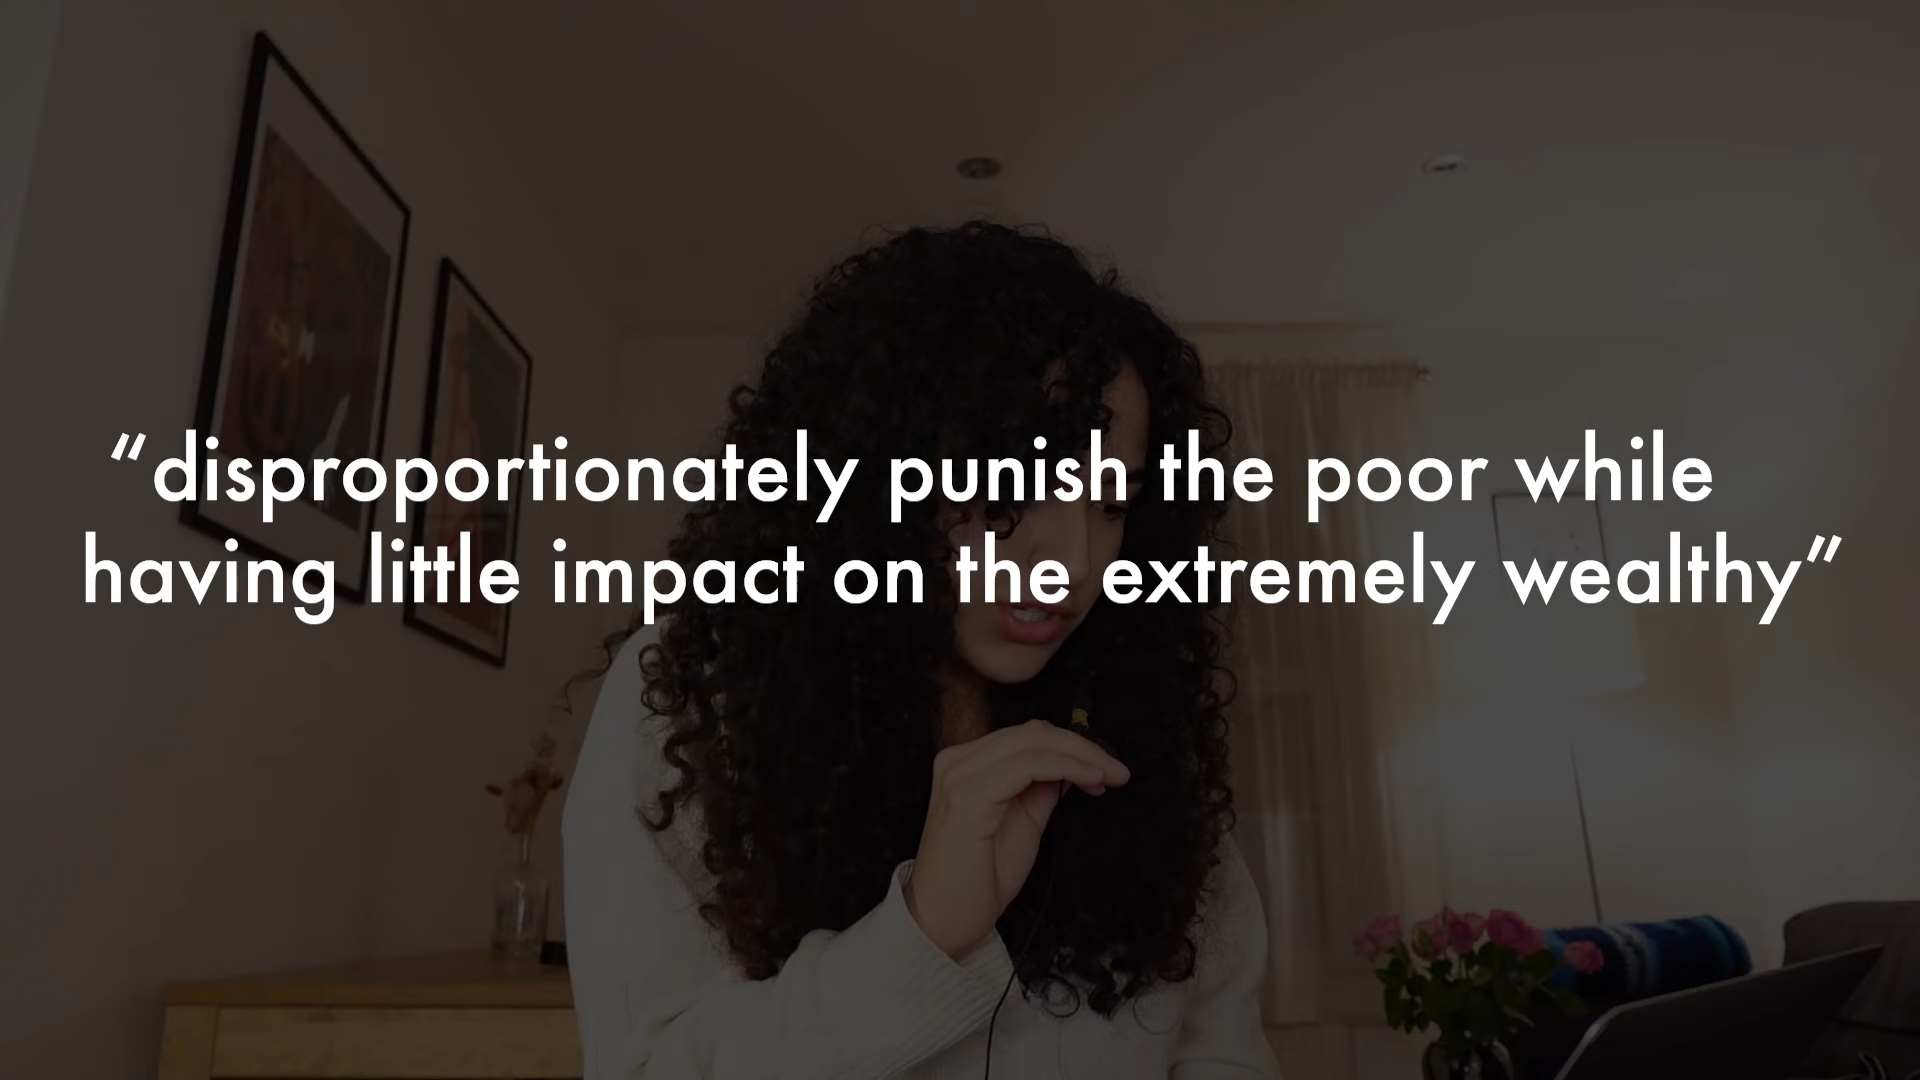 “disproportionately punish the poor while
having little impact on the extremely wealthy”